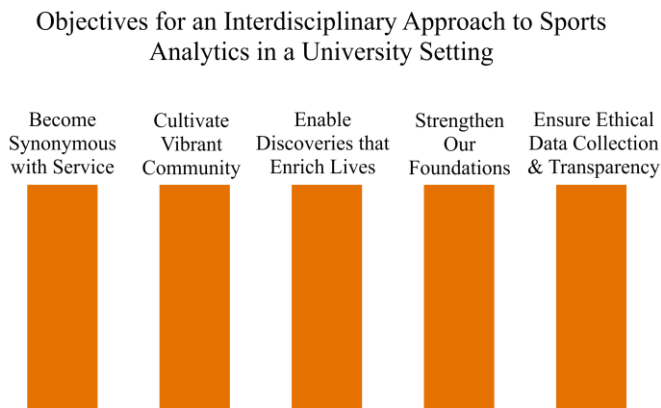 Objectives for an Interdisciplinary Approach to Sports
Analytics in a University Setting
Become
Synonymous
with Service
Cultivate
Vibrant
Community
Enable
Discoveries that
Enrich Lives
Strengthen
Our
Foundations
Ensure Ethical
Data Collection
& Transparency